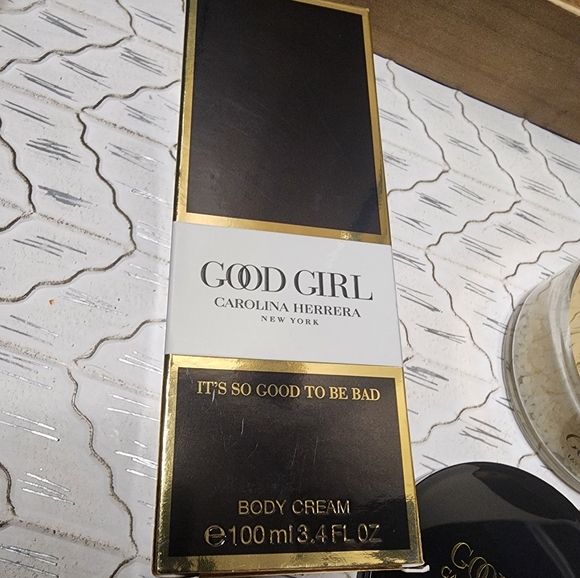 GOOD GIRL
CAROLINA HERRERA
NEW YORK
IT'S SO GOOD TO BE BAD
BODY CREAM
℮100 ml 3.4 FL.OZ